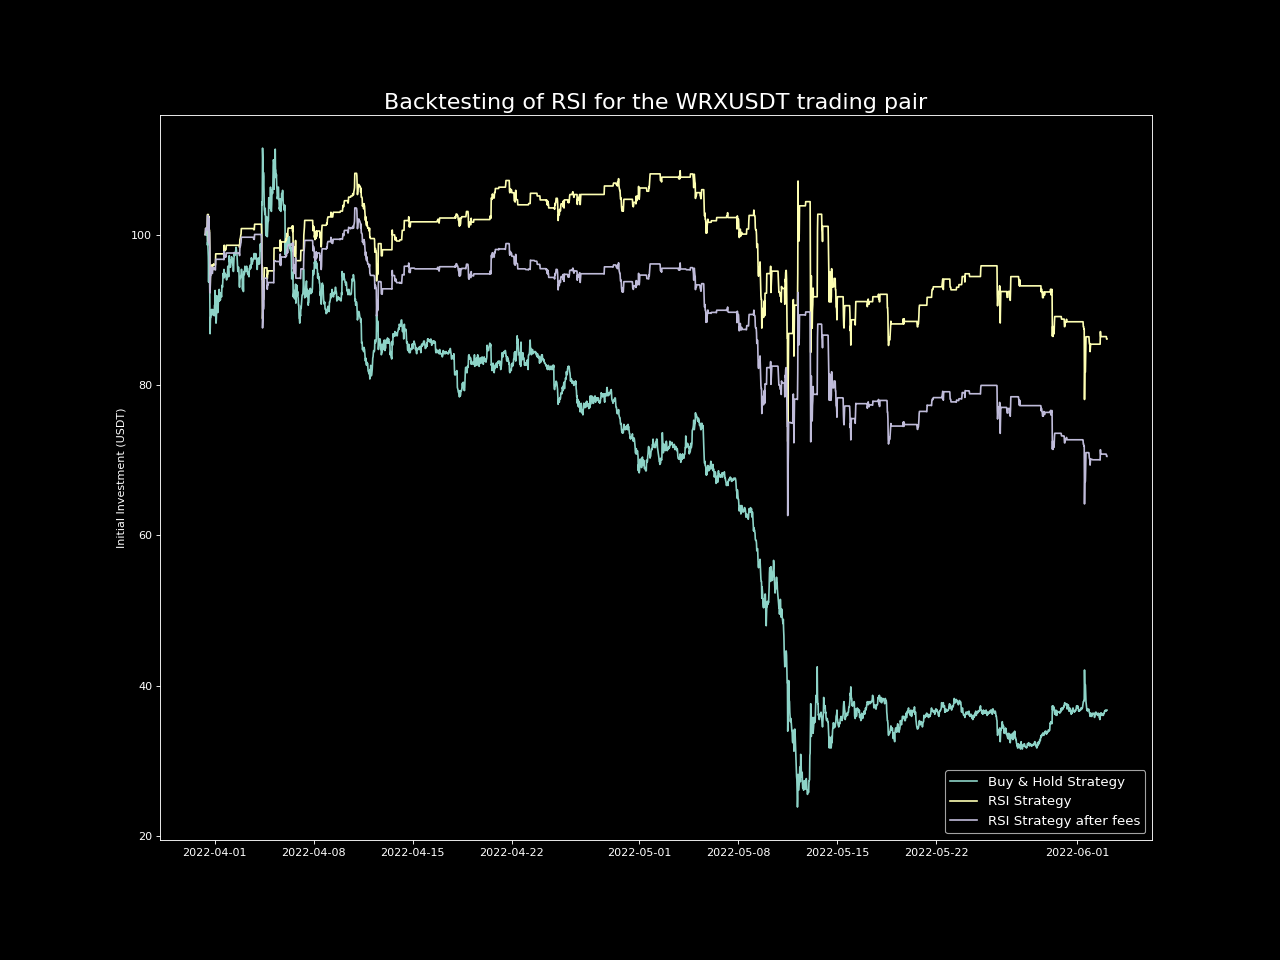 Backtesting of RSI for the WRXUSDT trading pair
Initial Investment (USDT)
100
80
60
40
20
2022-04-01 2022-04-08 2022-04-15 2022-04-22 2022-05-01 2022-05-08 2022-05-15 2022-05-22 2022-06-01
Buy & Hold Strategy
RSI Strategy
RSI Strategy after fees